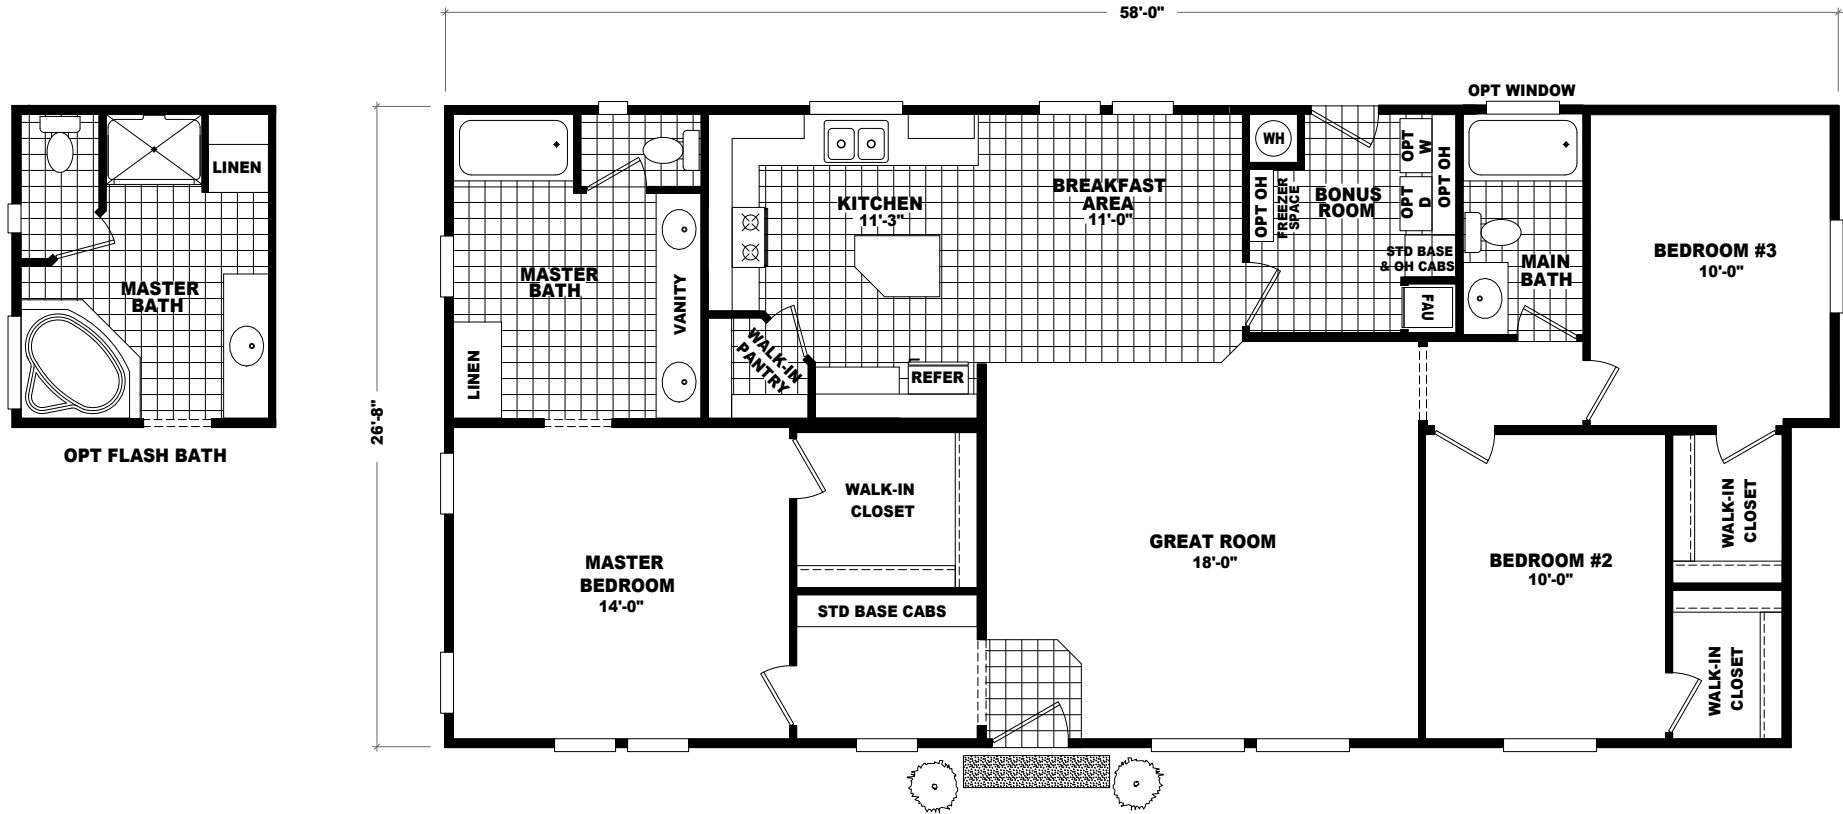 58'-0"
26'-8"
LINEN
MASTER
BATH
OPT FLASH BATH
MASTER
BATH
VANITY
LINEN
KITCHEN
11'-3"
WALK-IN
PANTRY
REFER
BREAKFAST
AREA
11'-0"
WH
OPT OH
FREEZER
SPACE
BONUS
ROOM
OPT
W
OPT
D
OPT OH
STD BASE
& OH CABS
FAU
OPT WINDOW
MAIN
BATH
BEDROOM #3
10'-0"
MASTER
BEDROOM
14'-0"
WALK-IN
CLOSET
STD BASE CABS
GREAT ROOM
18'-0"
BEDROOM #2
10'-0"
WALK-IN
CLOSET
WALK-IN
CLOSET